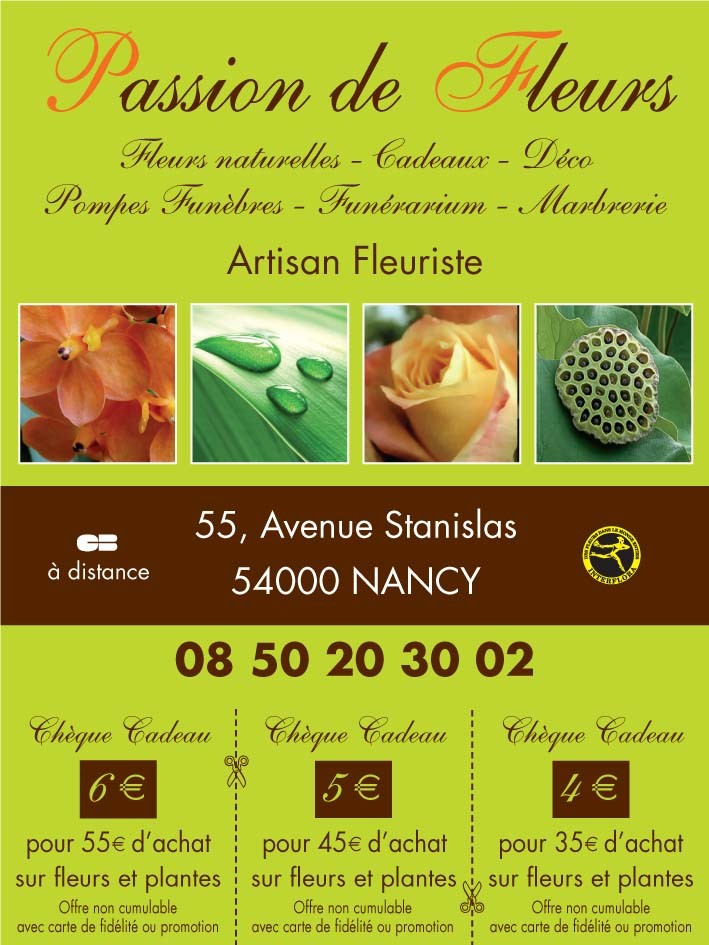 Passion de Fleurs
Fleurs naturelles - Cadeaux - Déco
Pompes Funèbres - Funérarium - Marbrerie
Artisan Fleuriste
CB
à distance
55, Avenue Stanislas
54000 NANCY
INTERFLORA
08 50 20 30 02
Chèque Cadeau
6 €
pour 55€ d'achat
sur fleurs et plantes
Offre non cumulable
avec carte de fidélité ou promotion
Chèque Cadeau
5 €
pour 45€ d'achat
sur fleurs et plantes
Offre non cumulable
avec carte de fidélité ou promotion
Chèque Cadeau
4 €
pour 35€ d'achat
sur fleurs et plantes
Offre non cumulable
avec carte de fidélité ou promotion